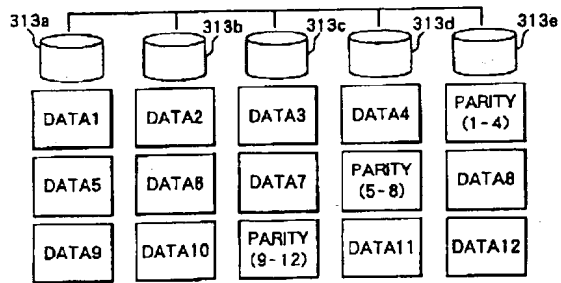 313a 313b 313c 313d 313e
DATA1 DATA2 DATA3 DATA4 PARITY
(1-4)
DATA5 DATA6 DATA7 PARITY
(5-8) DATA8
DATA9 DATA10 PARITY
(9-12) DATA11 DATA12